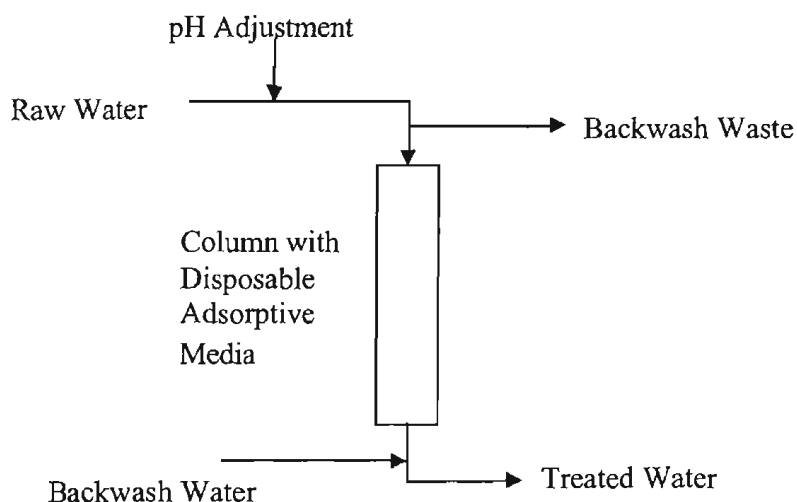 pH Adjustment
Raw Water
Backwash Waste
Column with
Disposable
Adsorptive
Media
Backwash Water
Treated Water